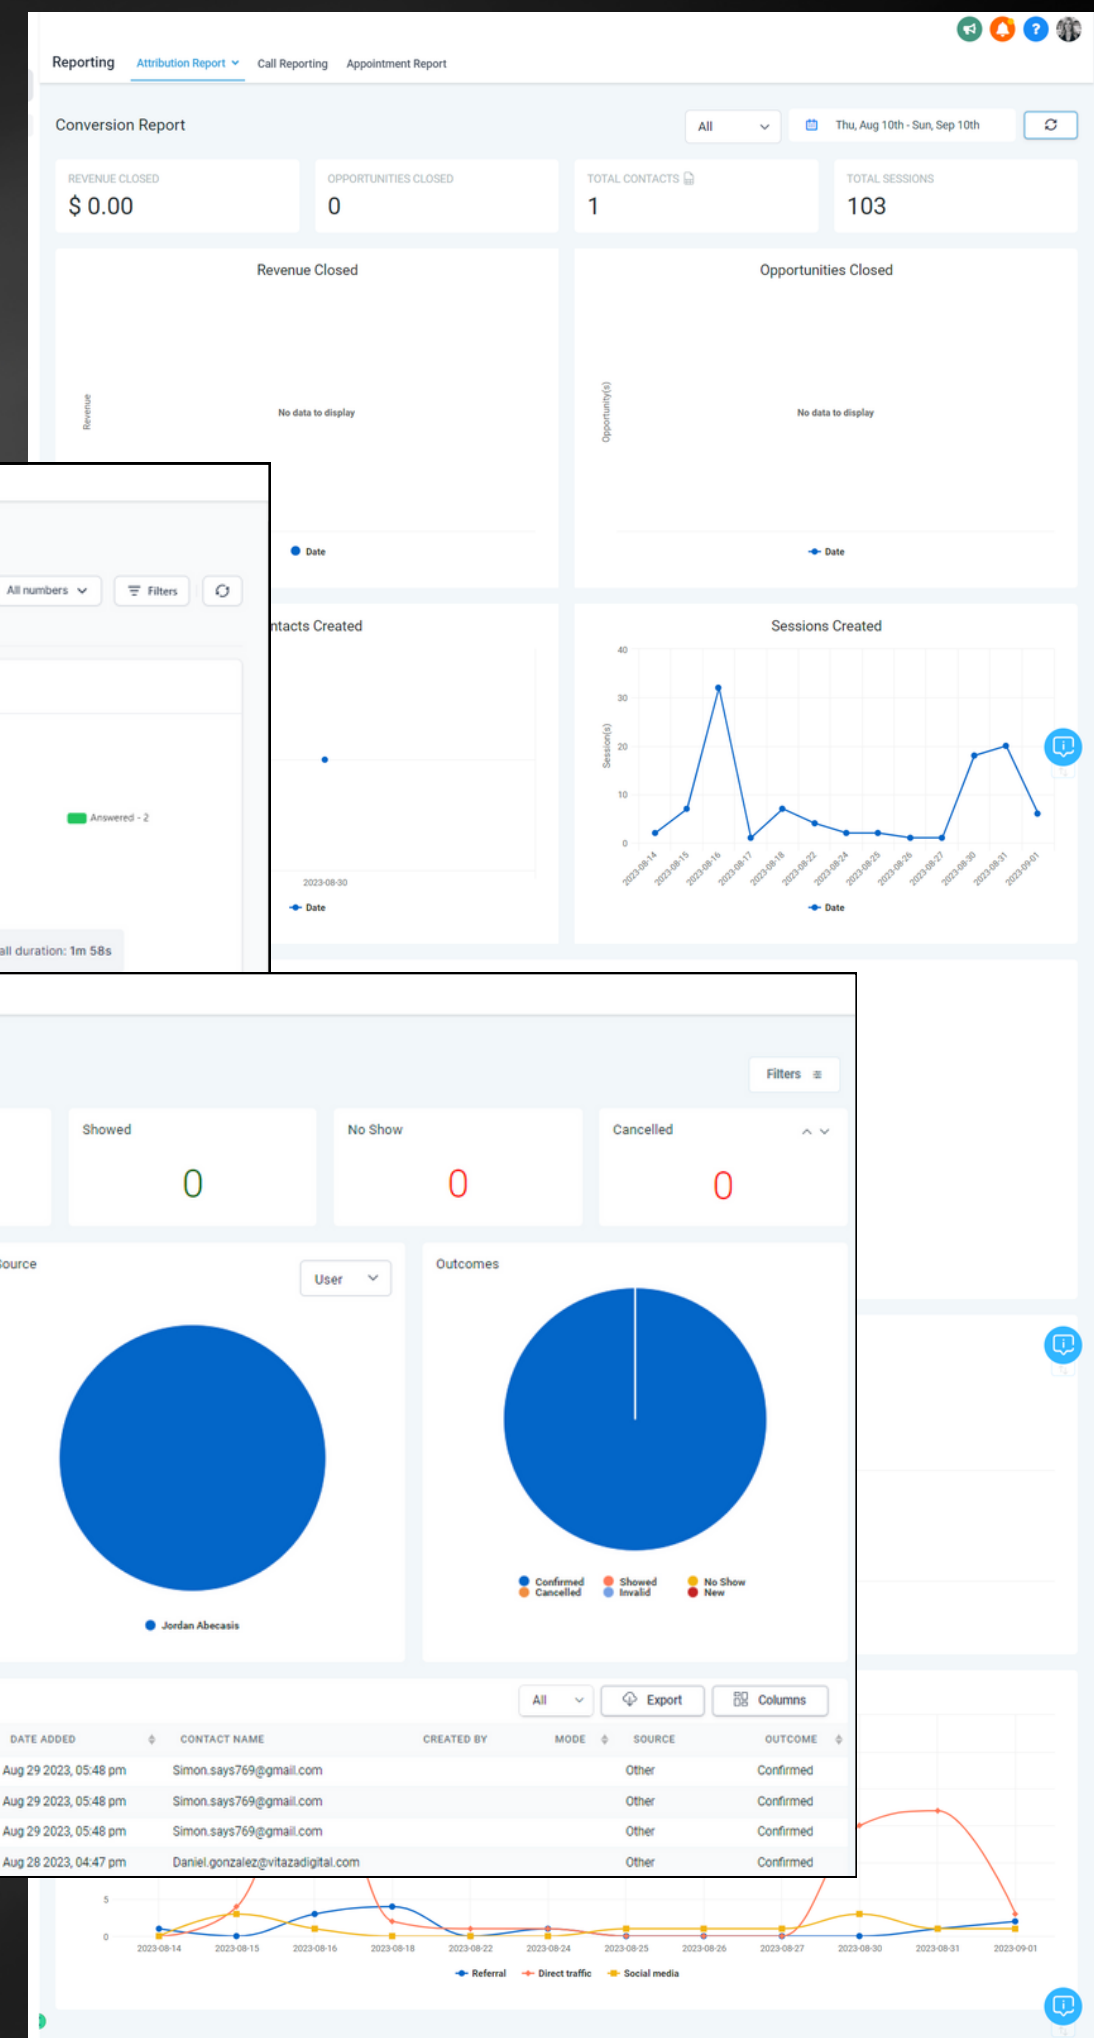 Reporting Attribution Report Call Reporting Appointment Report
Conversion Report
All Thu, Aug 10th - Sun, Sep 10th
REVENUE CLOSED OPPORTUNITIES CLOSED TOTAL CONTACTS TOTAL SESSIONS
$ 0.00 0 1 103
Revenue Closed
Revenue
No data to display
Date
Opportunities Closed
Opportunity(s)
No data to display
Date
All numbers Filters
Answered - 2
all duration: 1m 58s
ntacts Created
2023-08-30
Date
Sessions Created
Session(s)
40
30
20
10
0
2023-08-14 2023-08-15 2023-08-16 2023-08-17 2023-08-18 2023-08-22 2023-08-24 2023-08-25 2023-08-26 2023-08-27 2023-08-30 2023-08-31 2023-09-01
Date
Filters
Showed No Show Cancelled
0 0 0
Source
User
Jordan Abecasis
Outcomes
Confirmed Showed No Show
Cancelled Invalid New
All Export Columns
DATE ADDED CONTACT NAME CREATED BY MODE SOURCE OUTCOME
Aug 29 2023, 05:48 pm Simon.says769@gmail.com Other Confirmed
Aug 29 2023, 05:48 pm Simon.says769@gmail.com Other Confirmed
Aug 29 2023, 05:48 pm Simon.says769@gmail.com Other Confirmed
Aug 28 2023, 04:47 pm Daniel.gonzalez@vitazadigital.com Other Confirmed
5
0
2023-08-14 2023-08-15 2023-08-16 2023-08-18 2023-08-22 2023-08-24 2023-08-25 2023-08-26 2023-08-27 2023-08-30 2023-08-31 2023-09-01
Referral Direct traffic Social media